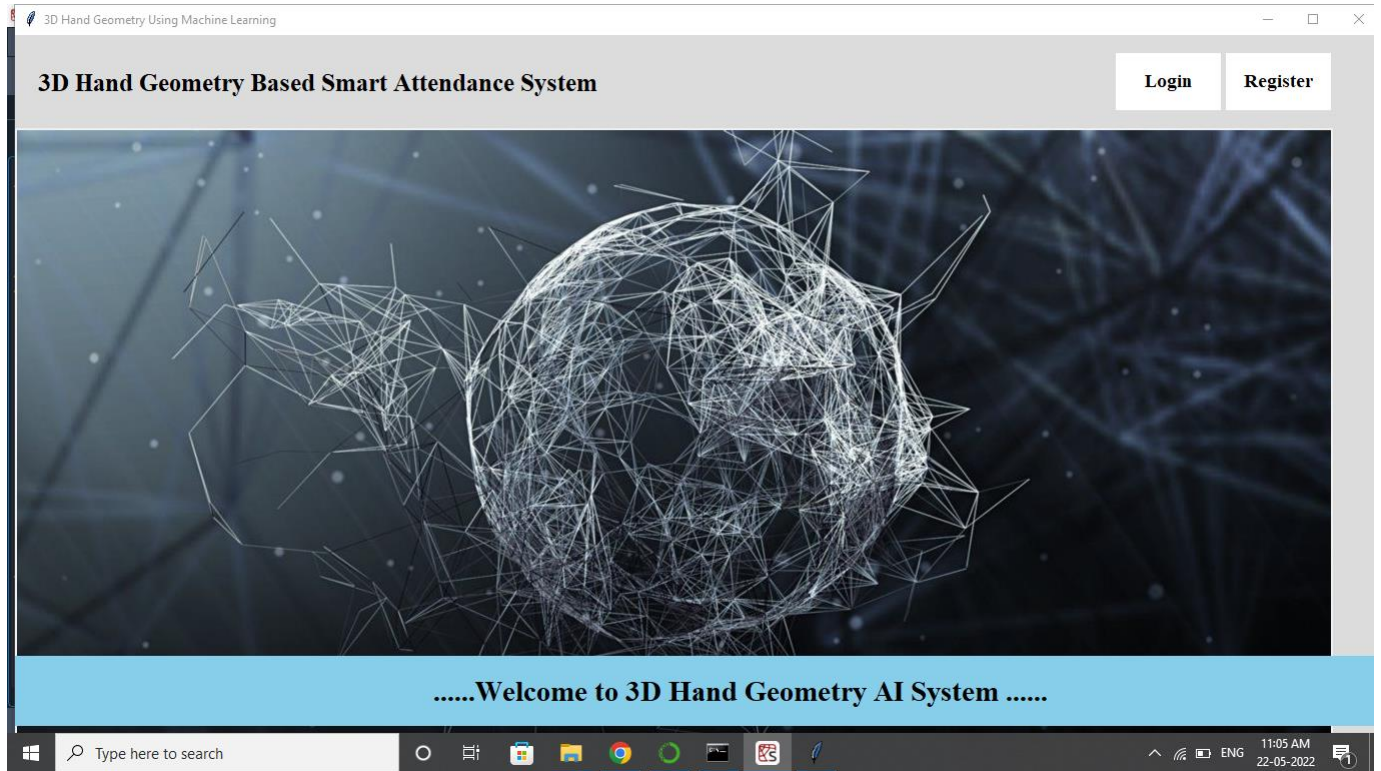 3D Hand Geometry Using Machine Learning
3D Hand Geometry Based Smart Attendance System
Login
Register
......Welcome to 3D Hand Geometry AI System ......
Type here to search
ENG
11:05 AM
22-05-2022
1